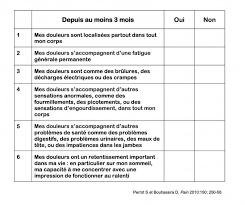 Depuis au moins 3 mois Oui Non
1 Mes douleurs sont localisées partout dans tout
mon corps
2 Mes douleurs s'accompagnent d'une fatigue
générale permanente
3 Mes douleurs sont comme des brûlures, des
décharges électriques ou des crampes
4 Mes douleurs s'accompagnent d'autres
sensations anormales, comme des
fourmillements, des picotements, ou des
sensations d'engourdissement, dans tout mon
corps
5 Mes douleurs s'accompagnent d'autres
problèmes de santé comme des problèmes
digestifs, des problèmes urinaires, des maux de
tête, ou des impatiences dans les jambes
6 Mes douleurs ont un retentissement important
dans ma vie : en particulier sur mon sommeil,
ma capacité à me concentrer avec une
impression de fonctionner au ralenti
Perrot S et Bouhassira D, Pain 2010;150; 250-56